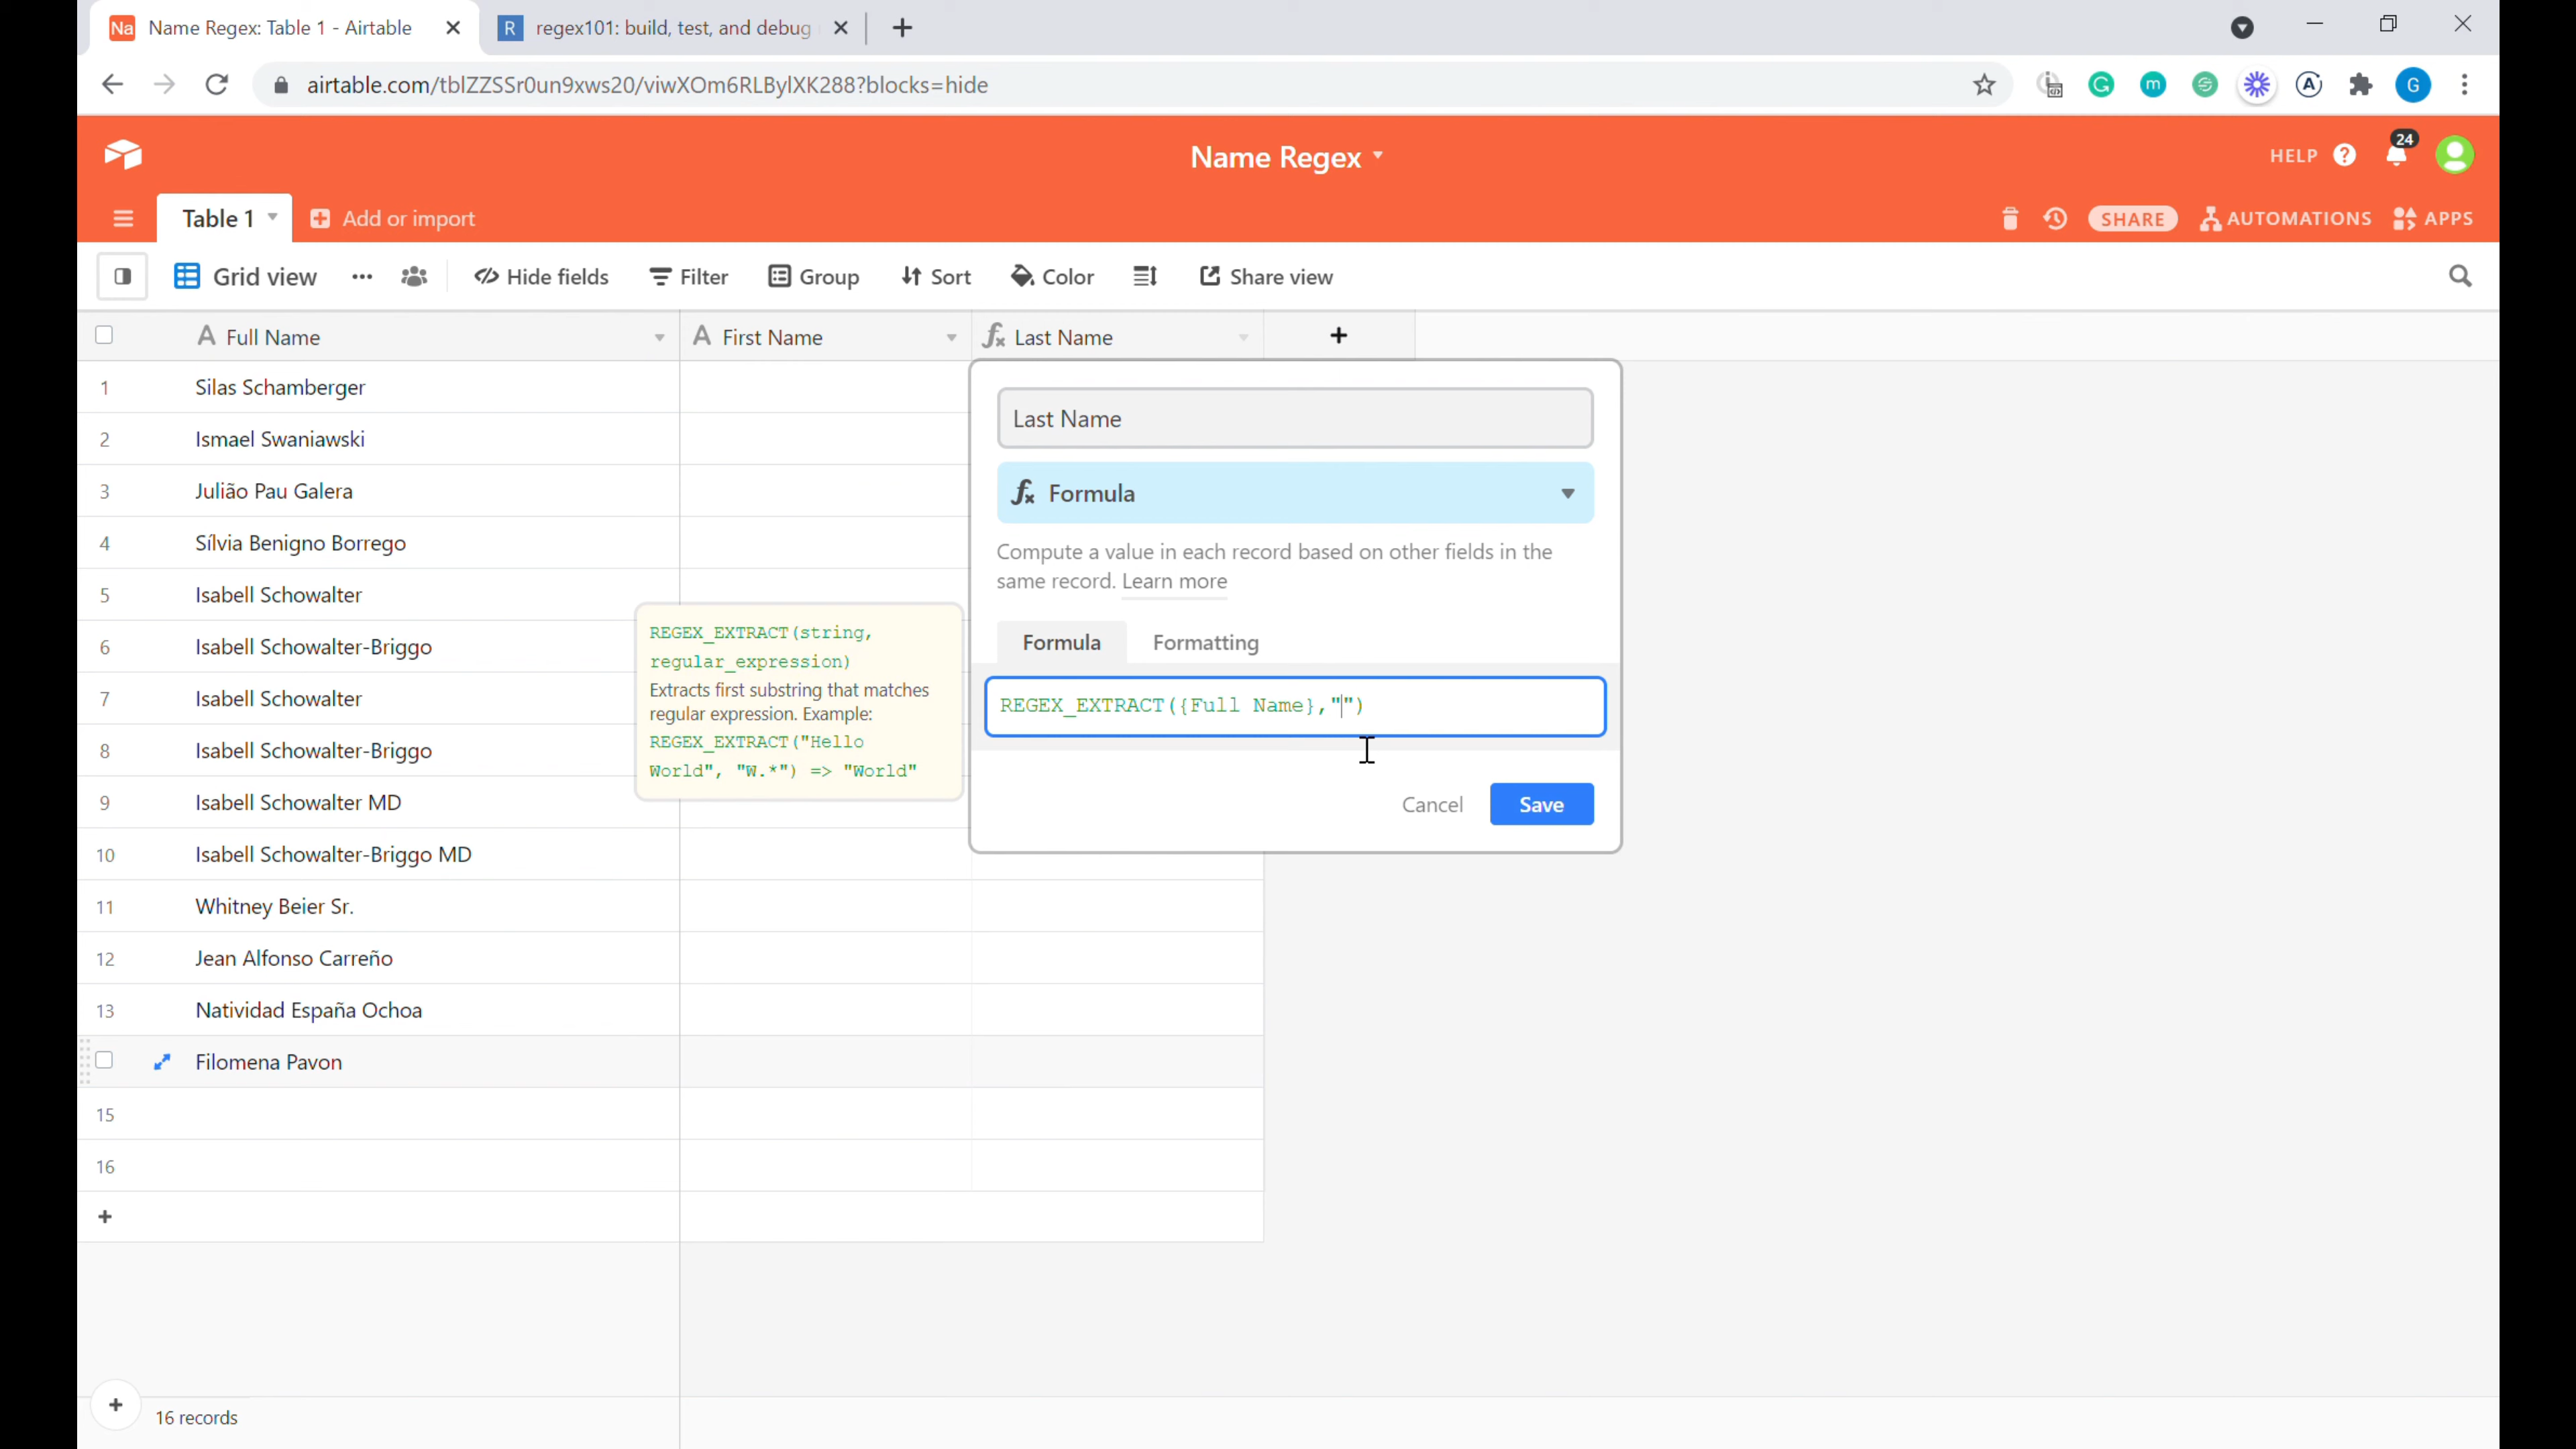 Name Regex: Table 1 - Airtable
regex101: build, test, and debug
airtable.com/tblZZSSr0un9xws20/viwXOm6RLBylXK288?blocks=hide
G
Name Regex
HELP
24
Table 1
Add or import
SHARE
AUTOMATIONS
APPS
Grid view
Hide fields
Filter
Group
Sort
Color
Share view
Full Name
First Name
Last Name
1 Silas Schamberger
2 Ismael Swaniawski
3 Julião Pau Galera
4 Sílvia Benigno Borrego
5 Isabell Schowalter
6 Isabell Schowalter-Briggo
7 Isabell Schowalter
8 Isabell Schowalter-Briggo
9 Isabell Schowalter MD
10 Isabell Schowalter-Briggo MD
11 Whitney Beier Sr.
12 Jean Alfonso Carreño
13 Natividad España Ochoa
Filomena Pavon
15
16
16 records
Last Name
Formula
Compute a value in each record based on other fields in the
same record. Learn more
Formula
Formatting
REGEX_EXTRACT({Full Name},"")
Cancel
Save
REGEX_EXTRACT(string,
regular_expression)
Extracts first substring that matches
regular expression. Example:
REGEX_EXTRACT("Hello
World", "W.*") => "World"